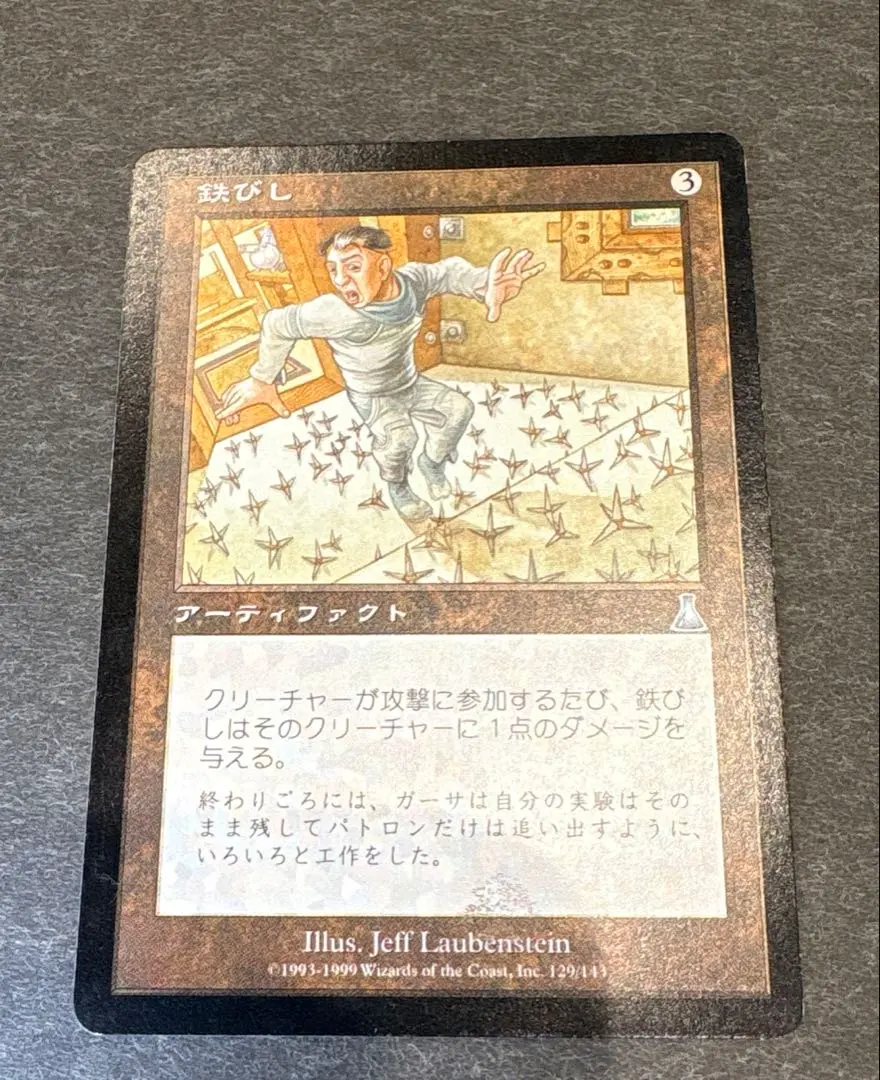 鉄びし
3
アーティファクト
クリーチャーが攻撃に参加するたび、鉄び
しはそのクリーチャーに1点のダメージを
与える。
終わりごろには、ガーサは自分の実験はその
まま残してパトロンだけは追い出すように、
いろいろと工作をした。
Illus. Jeff Laubenstein
©1993-1999 Wizards of the Coast, Inc. 129/143